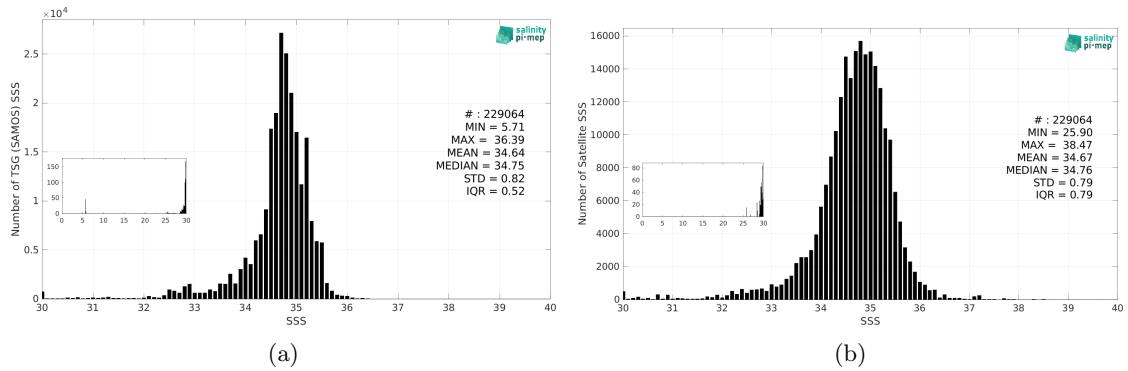 ×10⁴
2.5
2
1.5
1
0.5
0
Number of TSG (SAMOS) SSS
salinity
pi-mep
# : 229064
MIN = 5.71
MAX = 36.39
MEAN = 34.64
MEDIAN = 34.75
STD = 0.82
IQR = 0.52
150
100
50
0
0 5 10 15 20 25 30
30 31 32 33 34 35 36 37 38 39 40
SSS
(a)
16000
14000
12000
10000
8000
6000
4000
2000
0
Number of Satellite SSS
salinity
pi-mep
# : 229064
MIN = 25.90
MAX = 38.47
MEAN = 34.67
MEDIAN = 34.76
STD = 0.79
IQR = 0.79
80
60
40
20
0
0 5 10 15 20 25 30
30 31 32 33 34 35 36 37 38 39 40
SSS
(b)